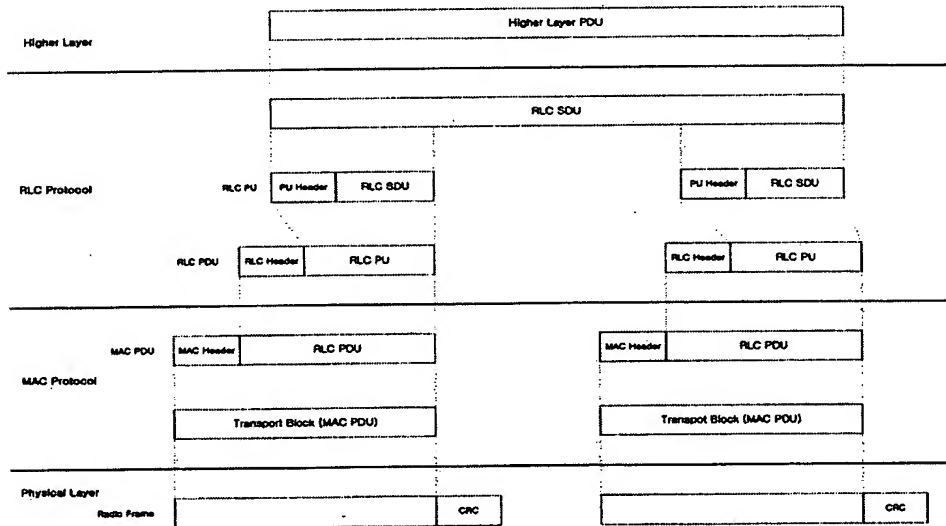 Higher Layer PDU
Higher Layer
RLC SDU
RLC Protocol
RLC PU
PU Header
RLC SDU
PU Header
RLC SDU
RLC PDU
RLC Header
RLC PU
RLC Header
RLC PU
MAC PDU
MAC Header
RLC PDU
MAC Header
RLC PDU
MAC Protocol
Transport Block (MAC PDU)
Transpot Block (MAC PDU)
Physical Layer
Radio Frame
CRC
CRC